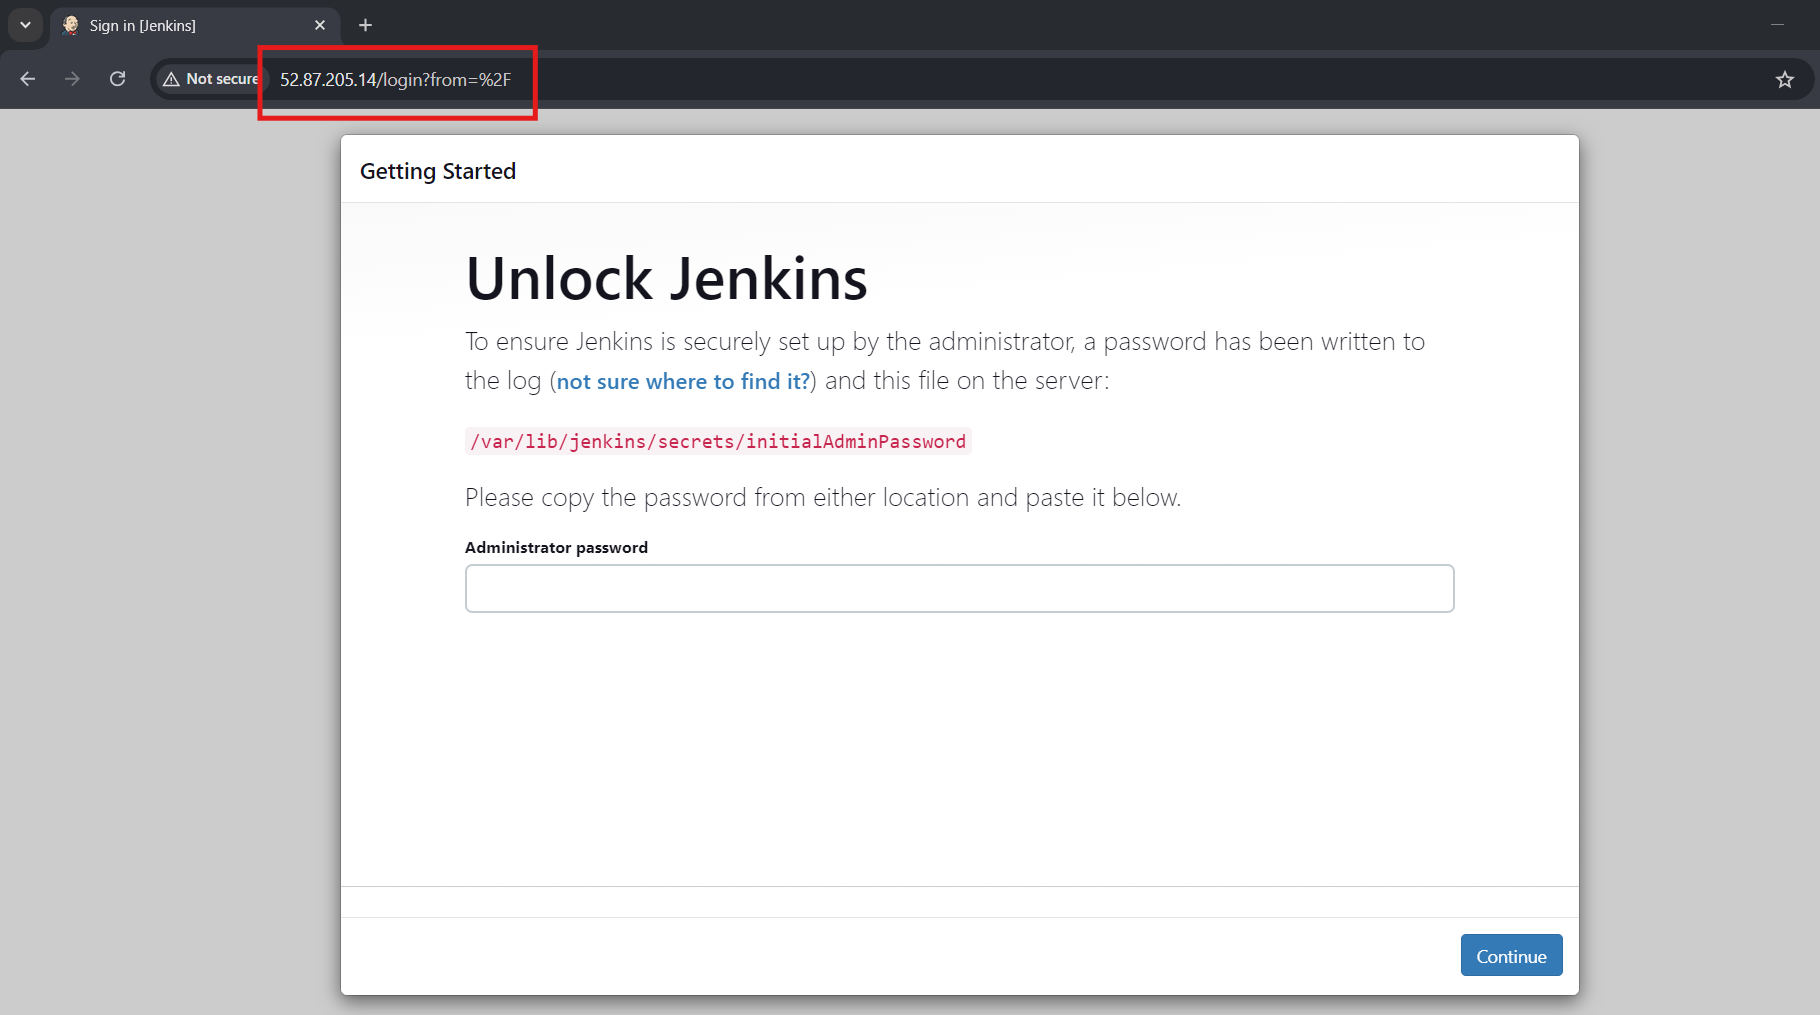 Sign in [Jenkins]
Not secure
52.87.205.14/login?from=%2F
Getting Started
Unlock Jenkins
To ensure Jenkins is securely set up by the administrator, a password has been written to
the log (not sure where to find it?) and this file on the server:
/var/lib/jenkins/secrets/initialAdminPassword
Please copy the password from either location and paste it below.
Administrator password
Continue